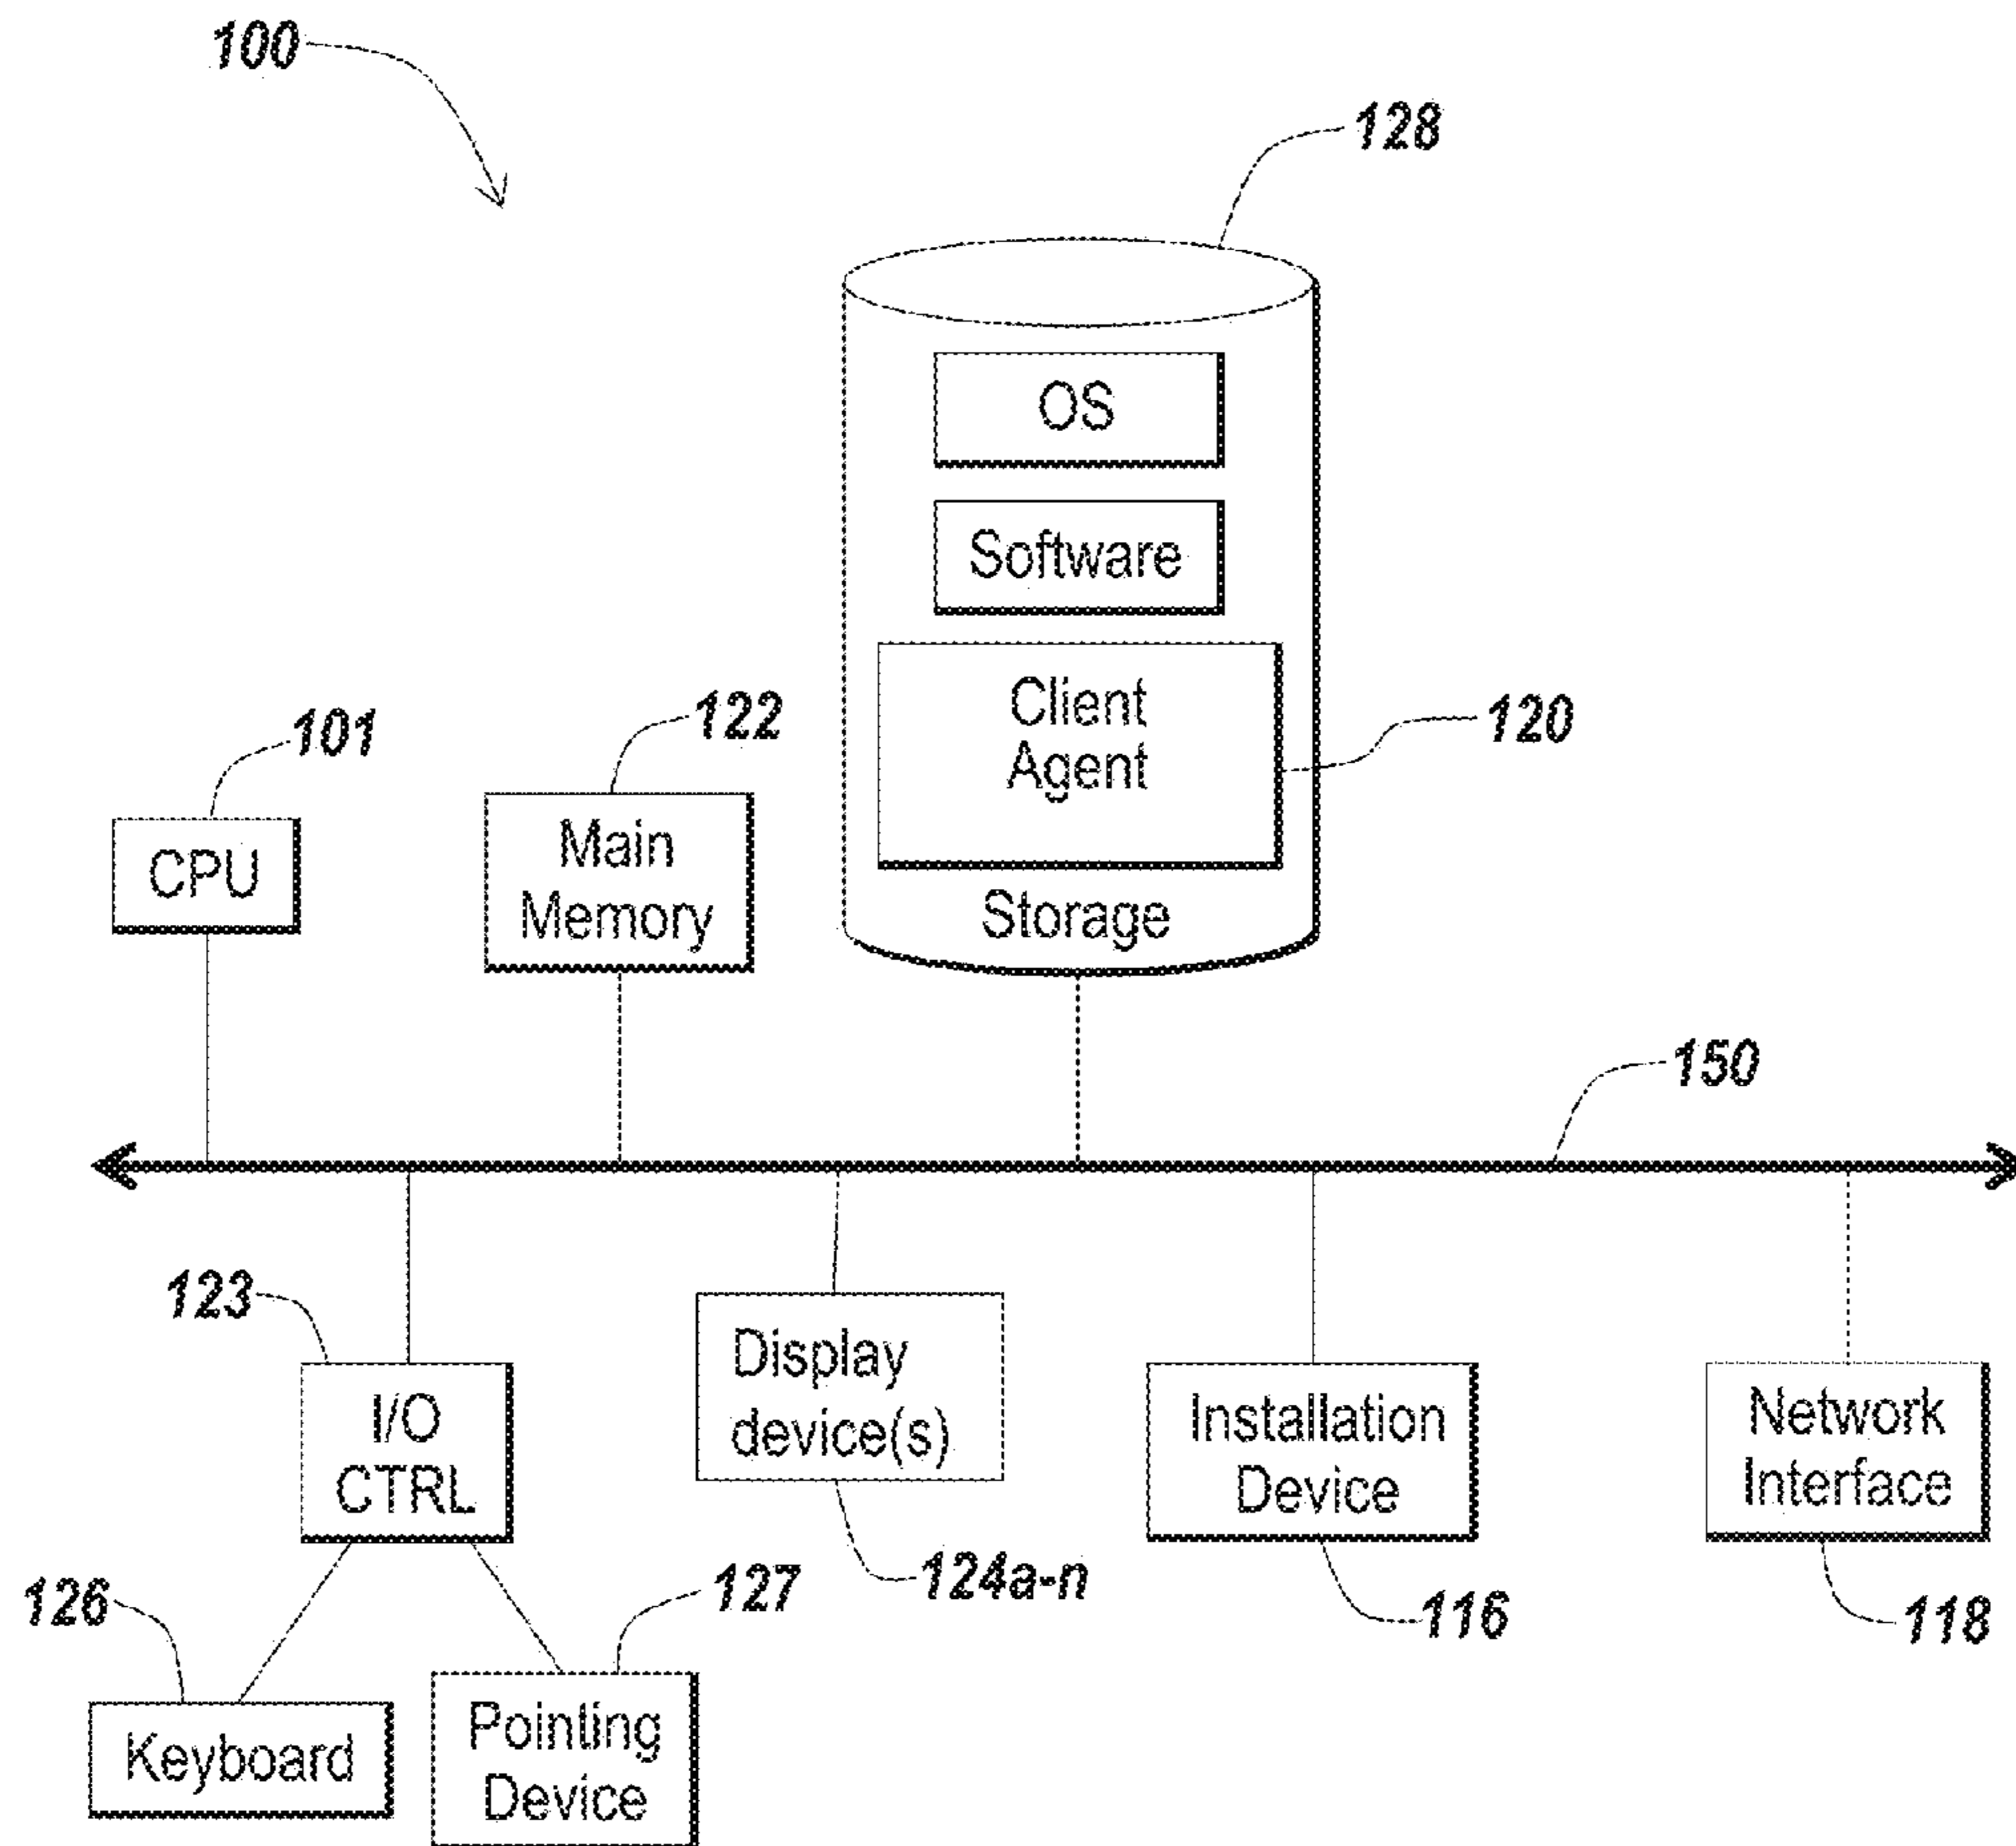 100
128
OS
Software
Client
Agent
120
Storage
101
CPU
122
Main
Memory
150
123
I/O
CTRL
Display
device(s)
124a-n
Installation
Device
116
Network
Interface
118
126
Keyboard
127
Pointing
Device